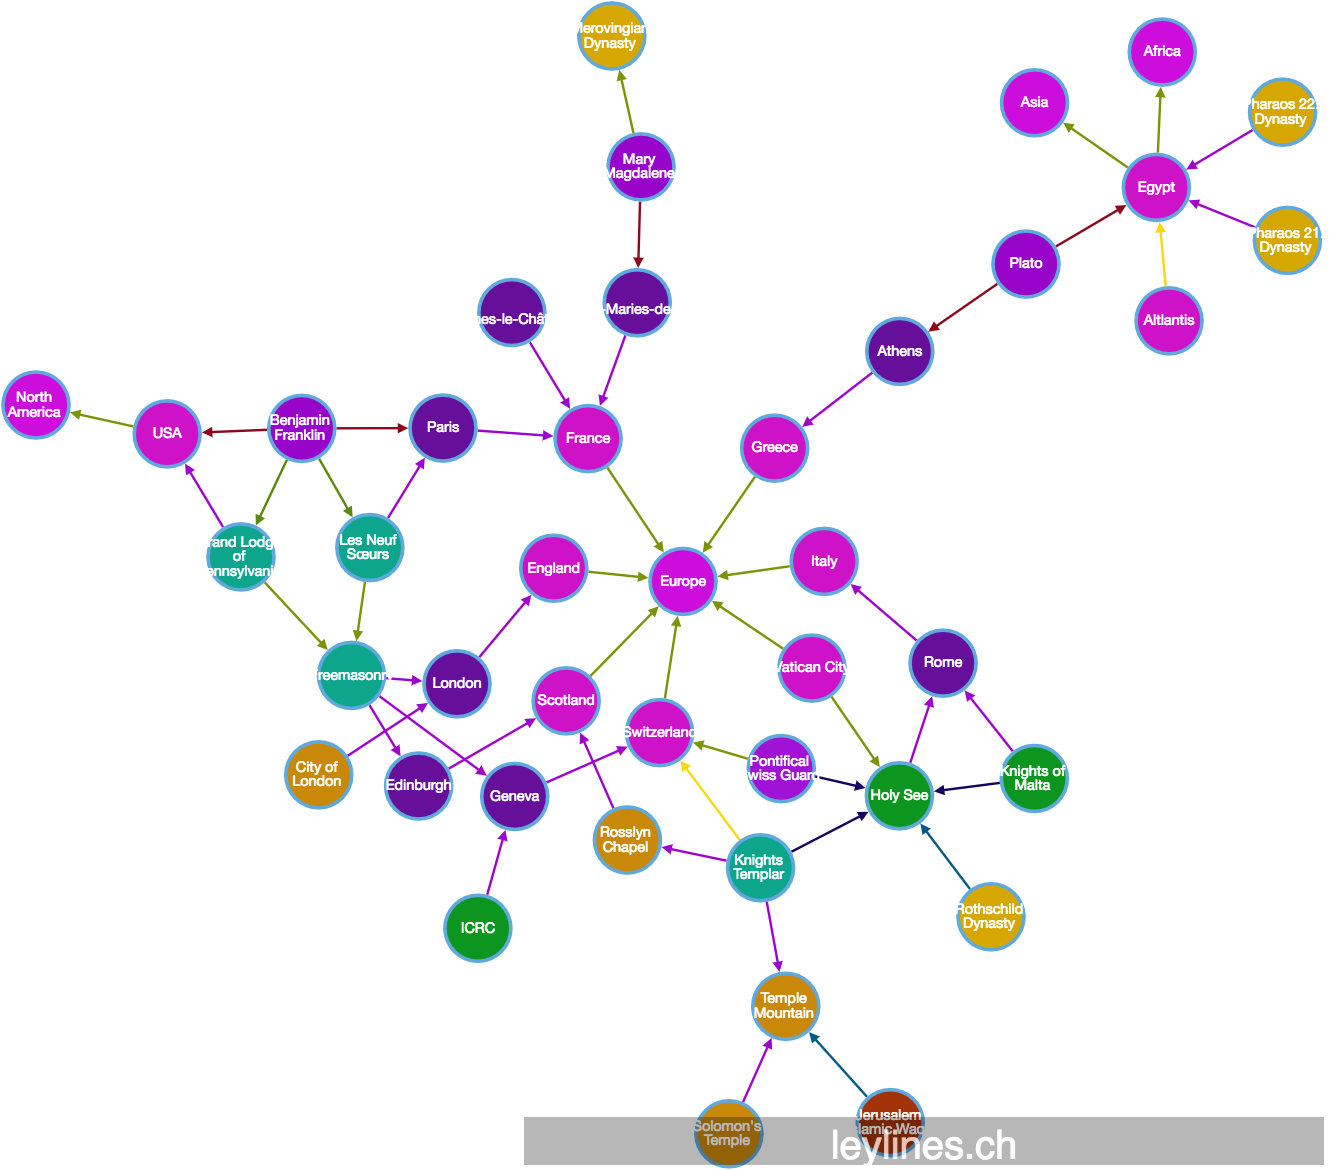 Merovingian
Dynasty
Africa
Asia
Pharaos 22.
Dynasty
Mary
Magdalene
Egypt
Pharaos 21.
Dynasty
Plato
-Maries-de
nes-le-Châ
Altlantis
Athens
North
America
Benjamin
Franklin
USA
Paris
France
Greece
Grand Lodge
of
Pennsylvania
Les Neuf
Sœurs
England
Europe
Italy
Freemasonr
London
Scotland
Vatican City
Rome
Switzerland
City of
London
Edinburgh
Geneva
Pontifical
Swiss Guard
Holy See
Knights of
Malta
Rosslyn
Chapel
Knights
Templar
ICRC
Rothschild
Dynasty
Temple
Mountain
Solomon's
Temple
Jerusalem
Islamic Waqf
leylines.ch